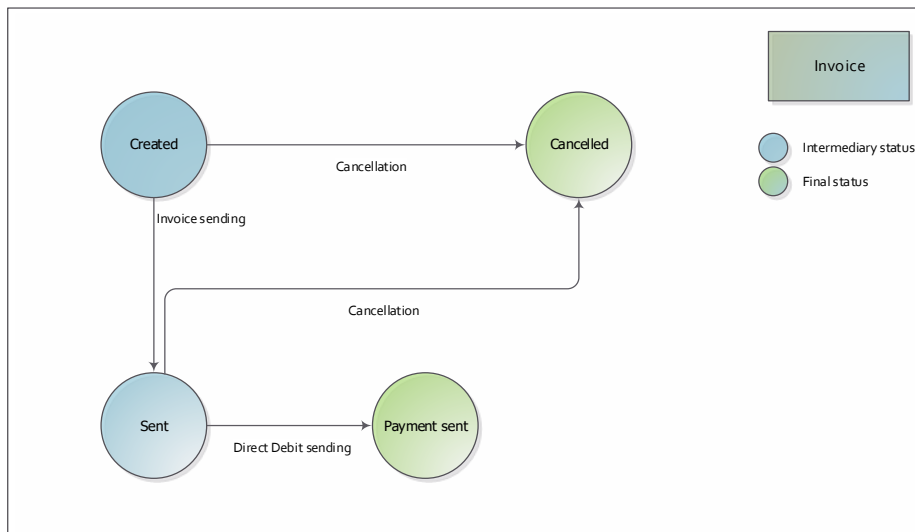 Invoice
Created
Cancelled
Intermediary status
Cancellation
Final status
Invoice sending
Cancellation
Sent
Payment sent
Direct Debit sending